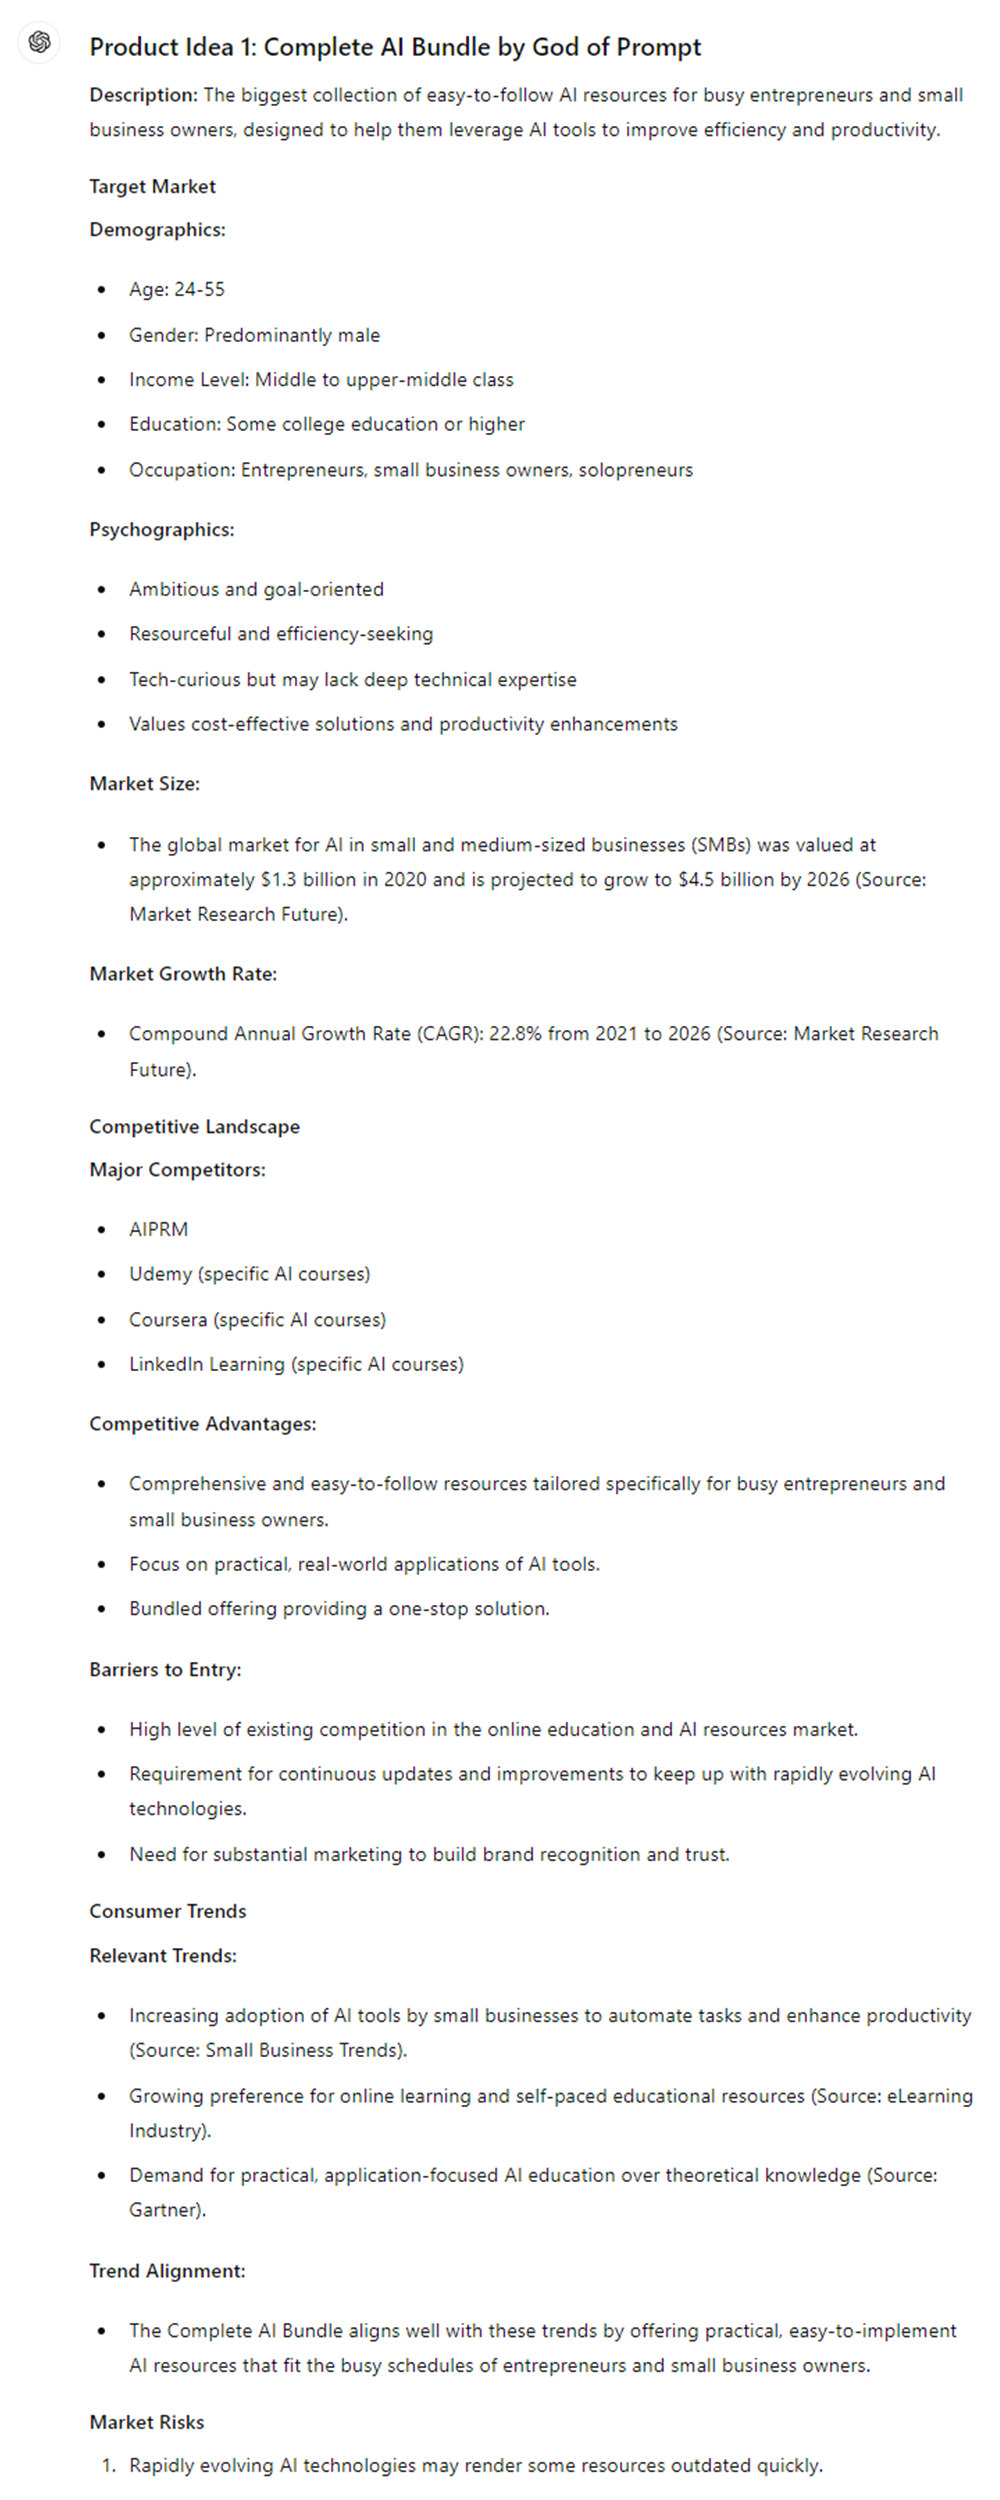 Product Idea 1: Complete AI Bundle by God of Prompt
Description: The biggest collection of easy-to-follow AI resources for busy entrepreneurs and small
business owners, designed to help them leverage AI tools to improve efficiency and productivity.
Target Market
Demographics:
• Age: 24-55
• Gender: Predominantly male
• Income Level: Middle to upper-middle class
• Education: Some college education or higher
• Occupation: Entrepreneurs, small business owners, solopreneurs
Psychographics:
• Ambitious and goal-oriented
• Resourceful and efficiency-seeking
• Tech-curious but may lack deep technical expertise
• Values cost-effective solutions and productivity enhancements
Market Size:
• The global market for AI in small and medium-sized businesses (SMBs) was valued at
approximately $1.3 billion in 2020 and is projected to grow to $4.5 billion by 2026 (Source:
Market Research Future).
Market Growth Rate:
• Compound Annual Growth Rate (CAGR): 22.8% from 2021 to 2026 (Source: Market Research
Future).
Competitive Landscape
Major Competitors:
• AIPRM
• Udemy (specific AI courses)
• Coursera (specific AI courses)
• LinkedIn Learning (specific AI courses)
Competitive Advantages:
• Comprehensive and easy-to-follow resources tailored specifically for busy entrepreneurs and
small business owners.
• Focus on practical, real-world applications of AI tools.
• Bundled offering providing a one-stop solution.
Barriers to Entry:
• High level of existing competition in the online education and AI resources market.
• Requirement for continuous updates and improvements to keep up with rapidly evolving AI
technologies.
• Need for substantial marketing to build brand recognition and trust.
Consumer Trends
Relevant Trends:
• Increasing adoption of AI tools by small businesses to automate tasks and enhance productivity
(Source: Small Business Trends).
• Growing preference for online learning and self-paced educational resources (Source: eLearning
Industry).
• Demand for practical, application-focused AI education over theoretical knowledge (Source:
Gartner).
Trend Alignment:
• The Complete AI Bundle aligns well with these trends by offering practical, easy-to-implement
AI resources that fit the busy schedules of entrepreneurs and small business owners.
Market Risks
1. Rapidly evolving AI technologies may render some resources outdated quickly.